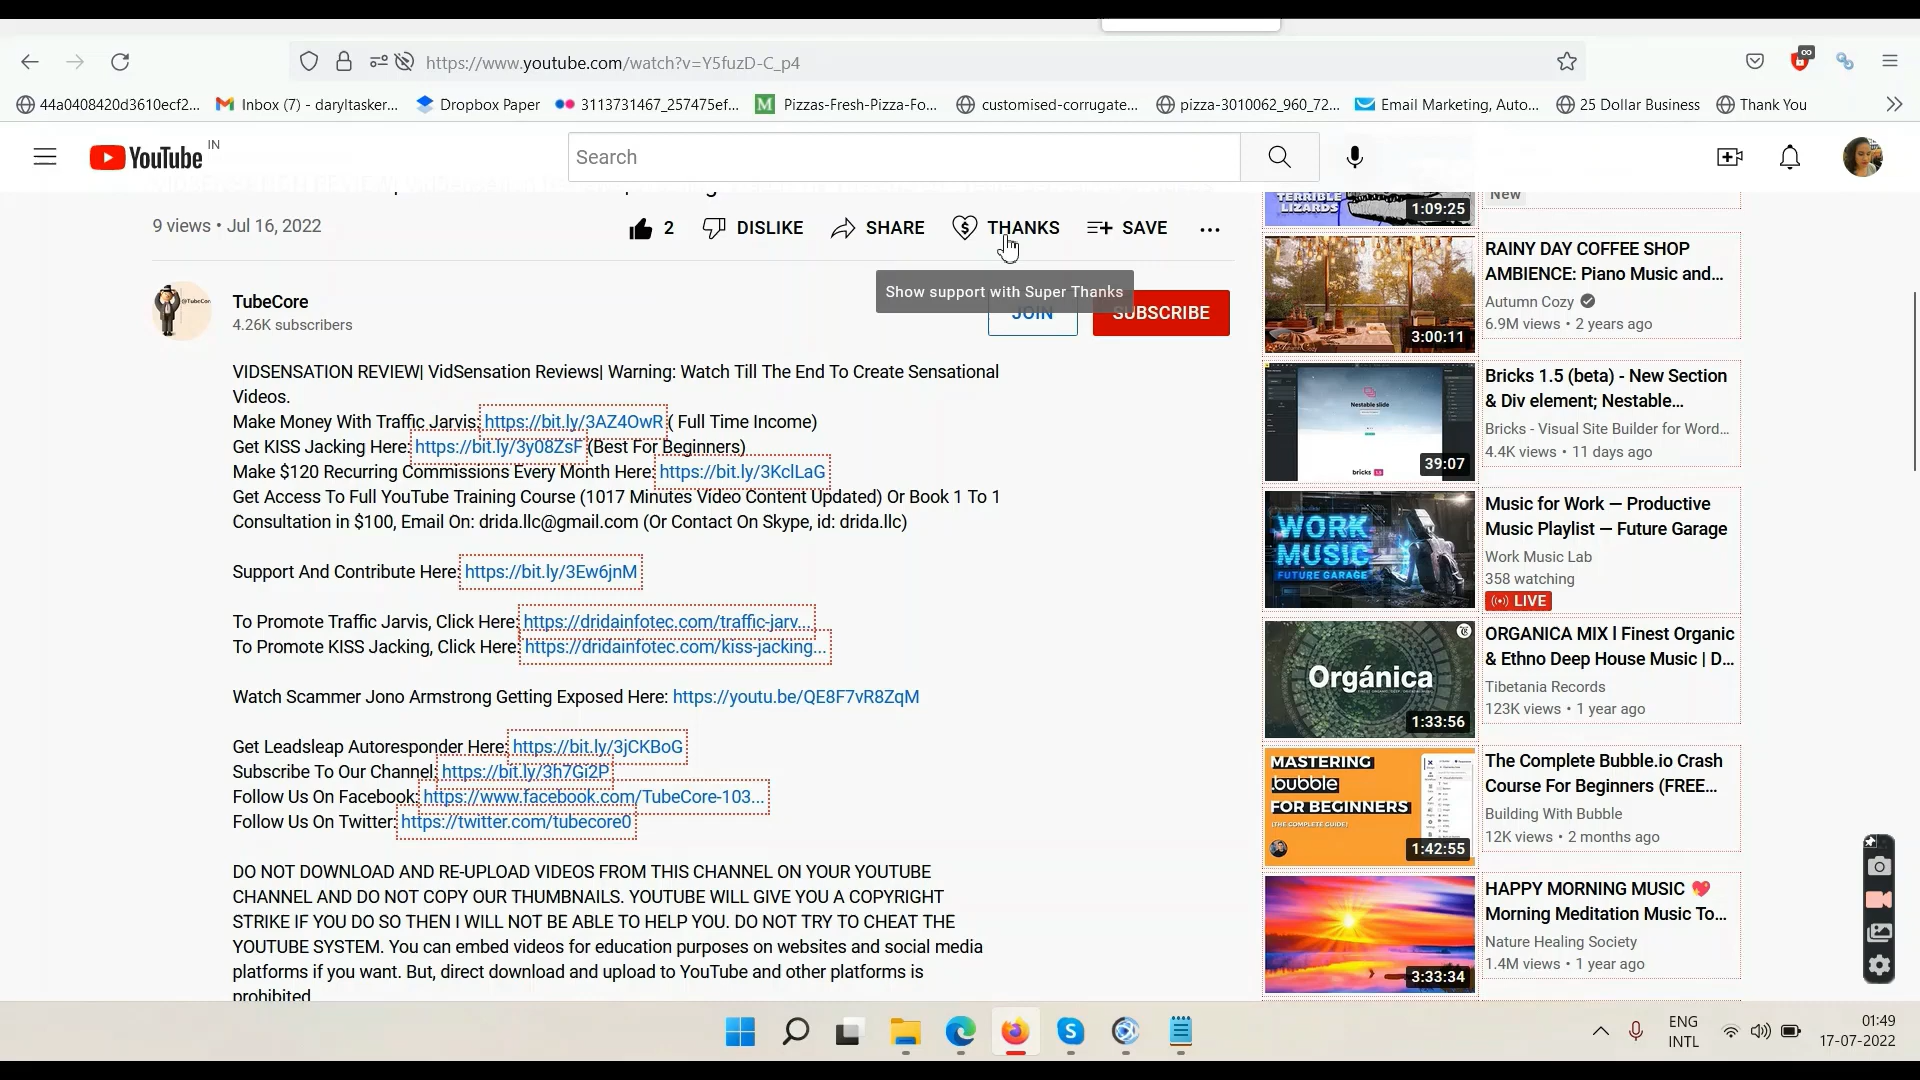 https://www.youtube.com/watch?v=Y5fuzD-C_p4
44a0408420d3610ecf2...
Inbox (7) - daryltasker...
Dropbox Paper
3113731467_257475ef...
Pizzas-Fresh-Pizza-Fo...
customised-corrugate...
pizza-3010062_960_72...
Email Marketing, Auto...
25 Dollar Business
Thank You
YouTube IN
Search
9 views • Jul 16, 2022
2
DISLIKE
SHARE
THANKS
SAVE
Show support with Super Thanks
TubeCore
4.26K subscribers
JOIN
SUBSCRIBE
VIDSENSATION REVIEW| VidSensation Reviews| Warning: Watch Till The End To Create Sensational
Videos.
Make Money With Traffic Jarvis: https://bit.ly/3AZ4OwR ( Full Time Income)
Get KISS Jacking Here: https://bit.ly/3y08ZsF (Best For Beginners)
Make $120 Recurring Commissions Every Month Here: https://bit.ly/3KclLaG
Get Access To Full YouTube Training Course (1017 Minutes Video Content Updated) Or Book 1 To 1
Consultation in $100, Email On: drida.llc@gmail.com (Or Contact On Skype, id: drida.llc)
Support And Contribute Here: https://bit.ly/3Ew6jnM
To Promote Traffic Jarvis, Click Here: https://dridainfotec.com/traffic-jarv...
To Promote KISS Jacking, Click Here: https://dridainfotec.com/kiss-jacking...
Watch Scammer Jono Armstrong Getting Exposed Here: https://youtu.be/QE8F7vR8ZqM
Get Leadsleap Autoresponder Here: https://bit.ly/3jCKBoG
Subscribe To Our Channel: https://bit.ly/3h7Gi2P
Follow Us On Facebook: https://www.facebook.com/TubeCore-103...
Follow Us On Twitter: https://twitter.com/tubecore0
DO NOT DOWNLOAD AND RE-UPLOAD VIDEOS FROM THIS CHANNEL ON YOUR YOUTUBE
CHANNEL AND DO NOT COPY OUR THUMBNAILS. YOUTUBE WILL GIVE YOU A COPYRIGHT
STRIKE IF YOU DO SO THEN I WILL NOT BE ABLE TO HELP YOU. DO NOT TRY TO CHEAT THE
YOUTUBE SYSTEM. You can embed videos for education purposes on websites and social media
platforms if you want. But, direct download and upload to YouTube and other platforms is
prohibited
TERRIBLE
LIZARDS
1:09:25
New
3:00:11
RAINY DAY COFFEE SHOP
AMBIENCE: Piano Music and...
Autumn Cozy
6.9M views • 2 years ago
Nestable slide
bricks 1.5
39:07
Bricks 1.5 (beta) - New Section
& Div element; Nestable...
Bricks - Visual Site Builder for Word...
4.4K views • 11 days ago
WORK
MUSIC
FUTURE GARAGE
Music for Work — Productive
Music Playlist — Future Garage
Work Music Lab
358 watching
LIVE
Orgánica
1:33:56
ORGANICA MIX l Finest Organic
& Ethno Deep House Music | D...
Tibetania Records
123K views • 1 year ago
MASTERING
.bubble
FOR BEGINNERS
(THE COMPLETE GUIDE)
1:42:55
The Complete Bubble.io Crash
Course For Beginners (FREE...
Building With Bubble
12K views • 2 months ago
3:33:34
HAPPY MORNING MUSIC 💖
Morning Meditation Music To...
Nature Healing Society
1.4M views • 1 year ago
ENG
INTL
01:49
17-07-2022